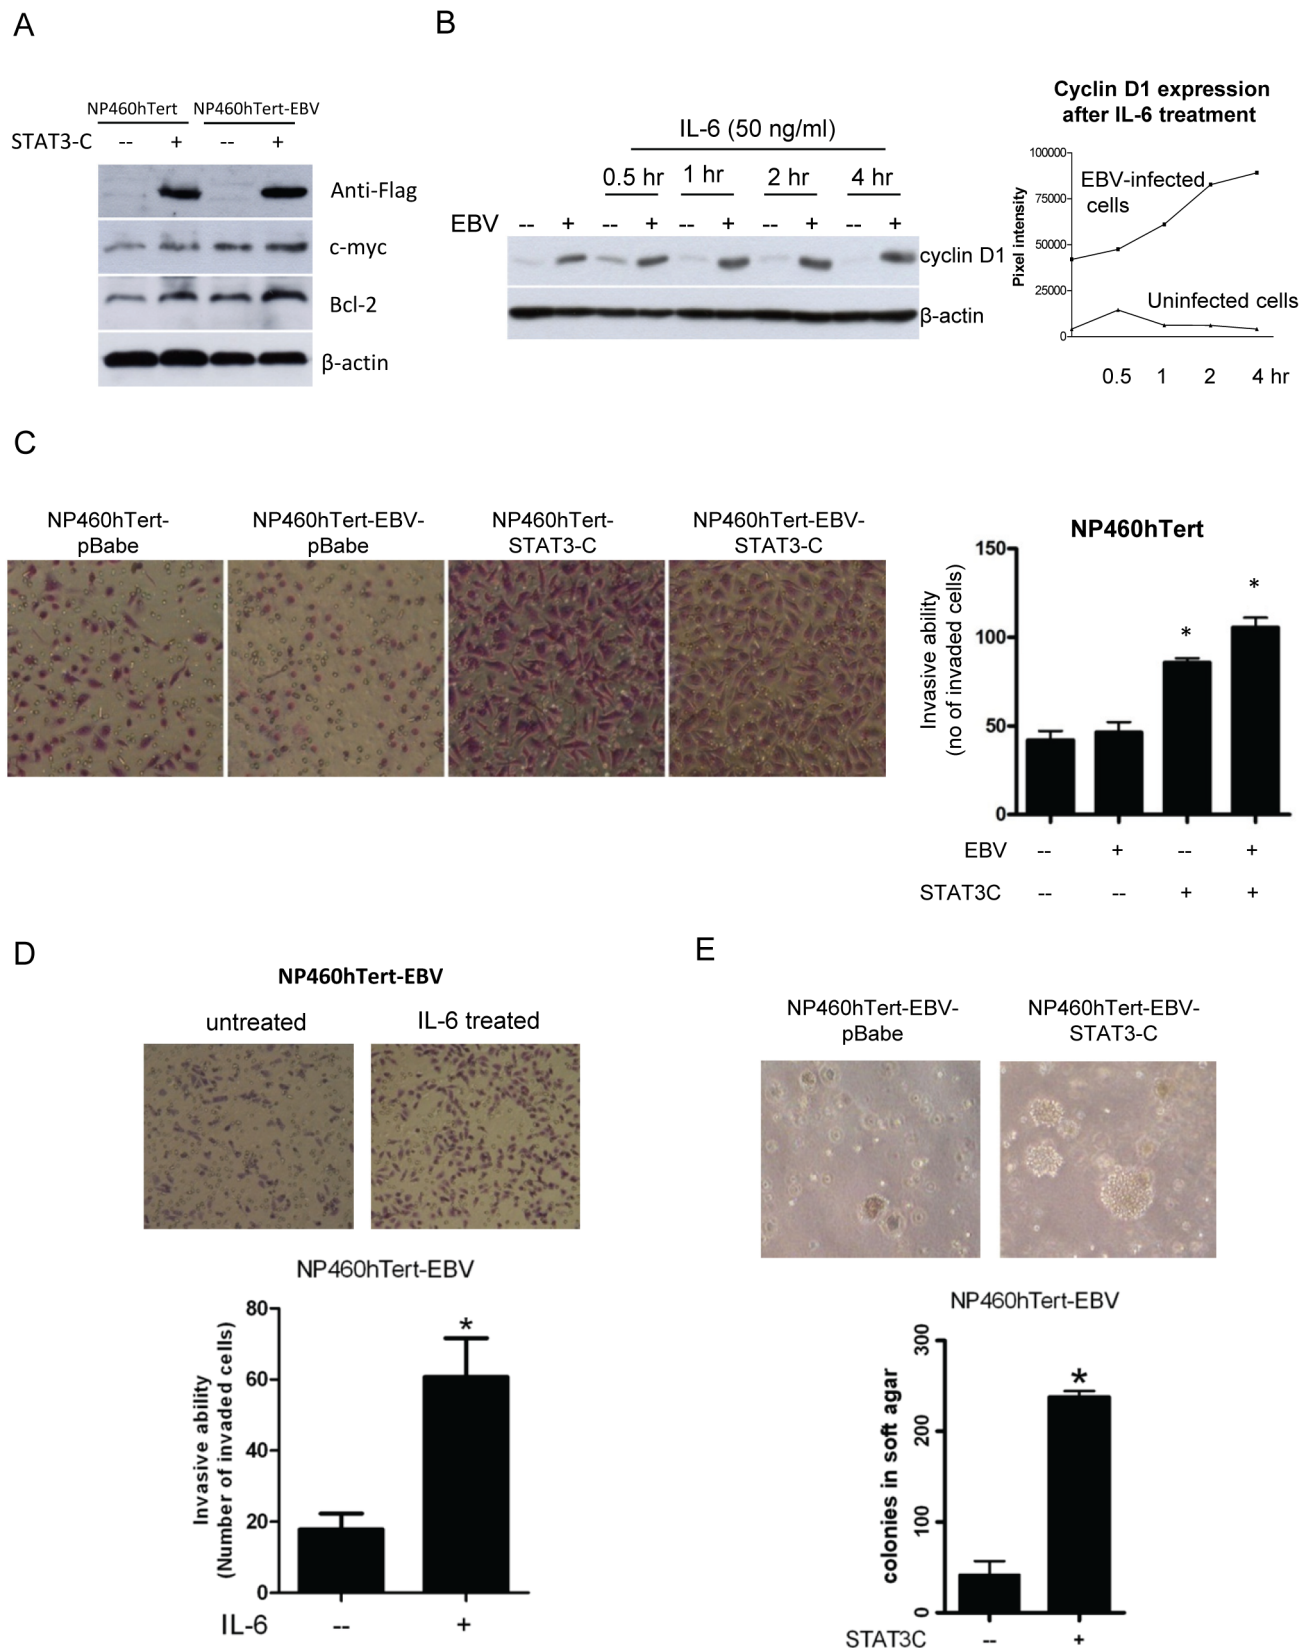 A
NP460hTert NP460hTert-EBV
STAT3-C -- + -- +
Anti-Flag
c-myc
Bcl-2
β-actin
B
IL-6 (50 ng/ml)
0.5 hr 1 hr 2 hr 4 hr
EBV -- + -- + -- + -- + -- +
cyclin D1
β-actin
Cyclin D1 expression
after IL-6 treatment
Pixel intensity
100000
75000
50000
25000
0
EBV-infected
cells
Uninfected cells
0.5 1 2 4 hr
C
NP460hTert-
pBabe
NP460hTert-EBV-
pBabe
NP460hTert-
STAT3-C
NP460hTert-EBV-
STAT3-C
NP460hTert
Invasive ability
(no of invaded cells)
150
100
50
0
* *
EBV -- + -- +
STAT3C -- -- + +
D
NP460hTert-EBV
untreated IL-6 treated
NP460hTert-EBV
Invasive ability
(Number of invaded cells)
80
60
40
20
0
*
IL-6 -- +
E
NP460hTert-EBV-
pBabe
NP460hTert-EBV-
STAT3-C
NP460hTert-EBV
colonies in soft agar
300
200
100
0
*
STAT3C -- +